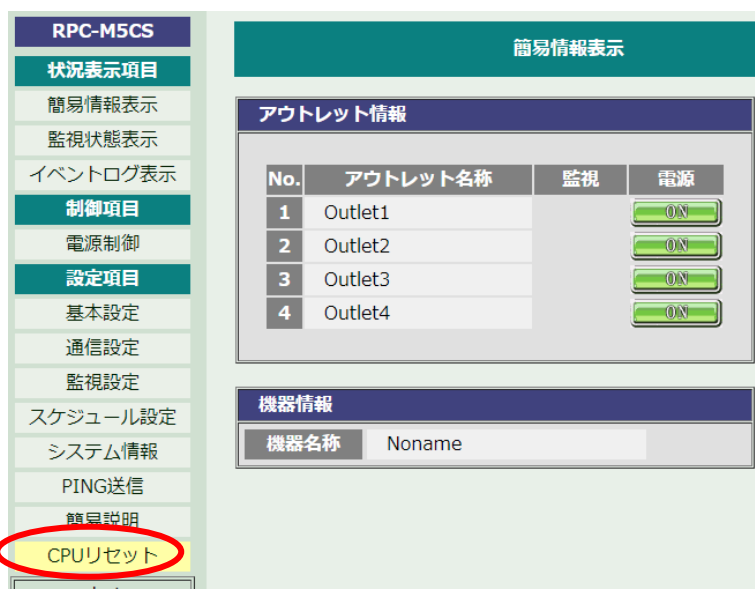 RPC-M5CS
状況表示項目
簡易情報表示
監視状態表示
イベントログ表示
制御項目
電源制御
設定項目
基本設定
通信設定
監視設定
スケジュール設定
システム情報
PING送信
簡易説明
CPUリセット
簡易情報表示
アウトレット情報
No. アウトレット名称 監視 電源
1 Outlet1 ON
2 Outlet2 ON
3 Outlet3 ON
4 Outlet4 ON
機器情報
機器名称 Noname